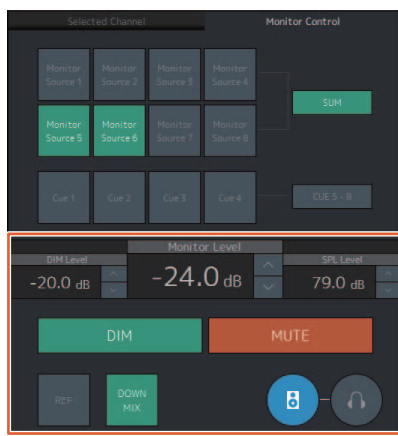 Selected Channel
Monitor Control
Monitor Source 1
Monitor Source 2
Monitor Source 3
Monitor Source 4
SUM
Monitor Source 5
Monitor Source 6
Monitor Source 7
Monitor Source 8
Cue 1
Cue 2
Cue 3
Cue 4
CUE 5 - 8
Monitor Level
DIM Level
SPL Level
-20.0 dB
-24.0 dB
79.0 dB
DIM
MUTE
REF
DOWN MIX